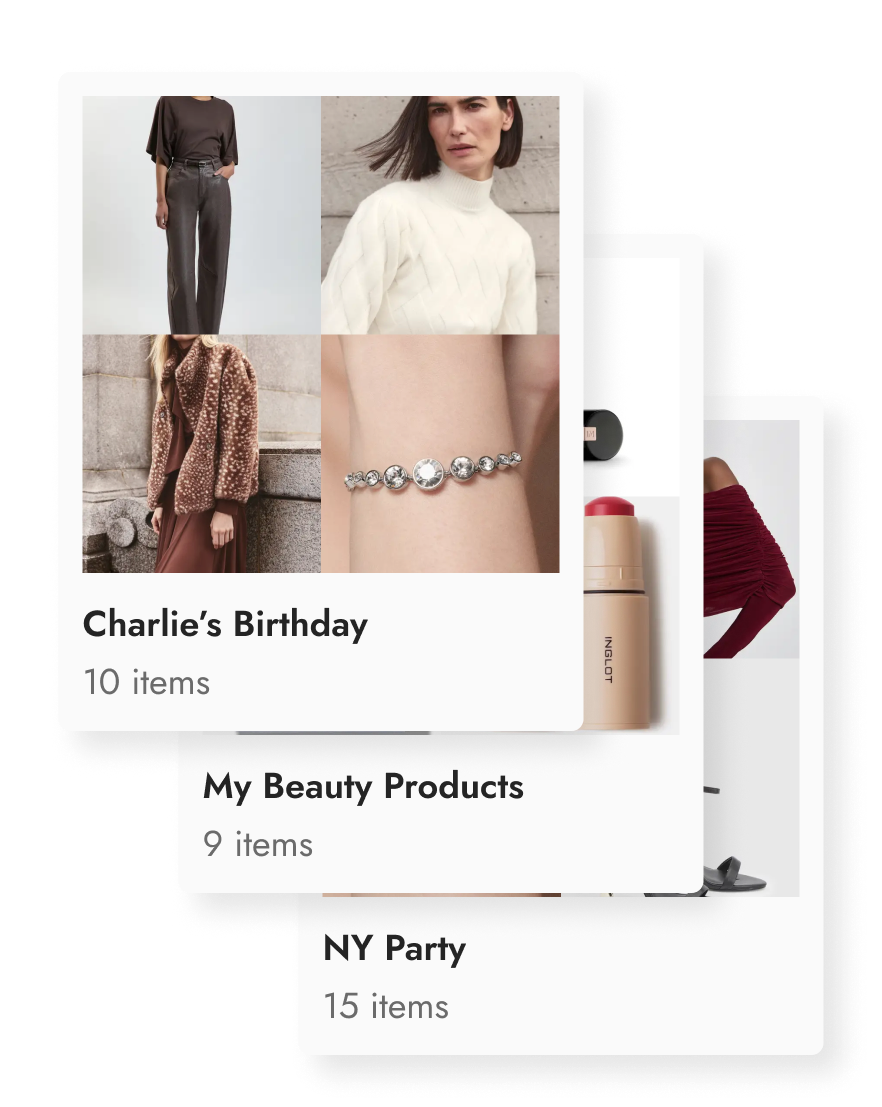 Charlie’s Birthday
10 items
INGLOT
My Beauty Products
9 items
NY Party
15 items